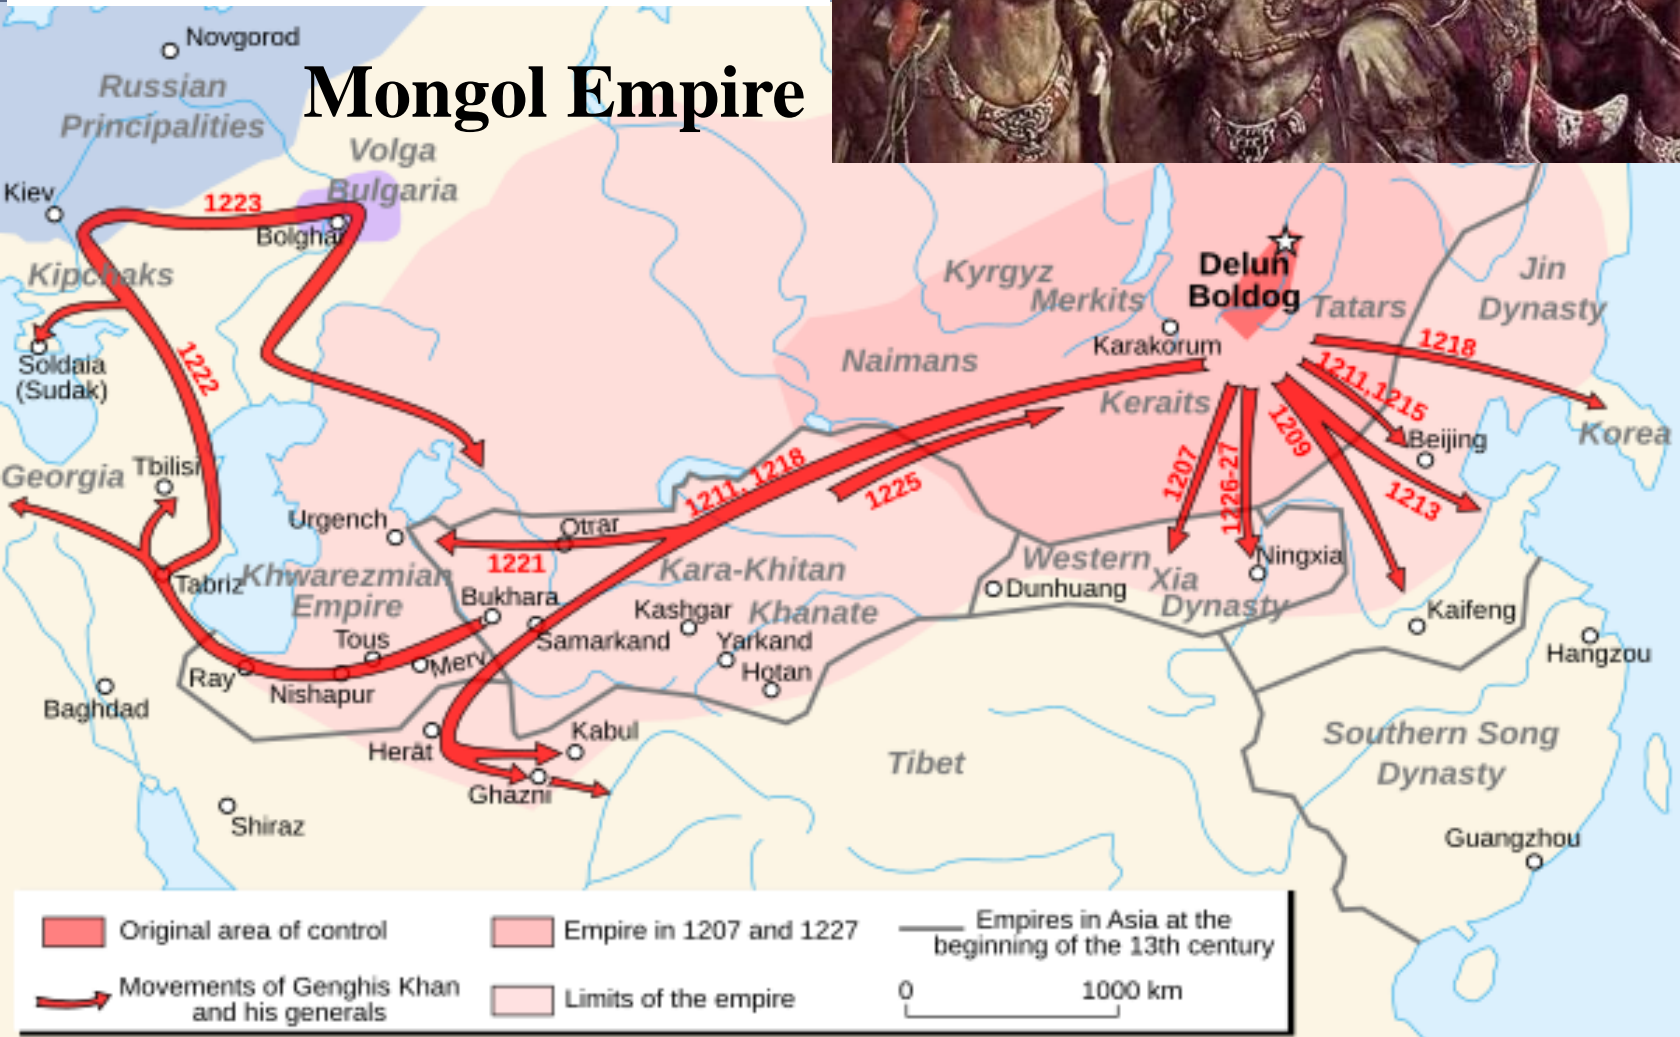 Mongol Empire
Novgorod
Russian
Principalities
Volga
Bulgaria
Kiev
1223
Bolghar
Kipchaks
Soldaia
(Sudak)
1222
Georgia
Tbilisi
Tabriz
Urgench
Khwarezmian
Empire
Otrar
1221
Bukhara
Samarkand
Tous
Merv
Ray
Nishapur
Baghdad
Herāt
Kabul
Ghazni
Shiraz
Kyrgyz
Merkits
Naimans
Keraits
Karakorum
Delun
Boldog
Tatars
Jin
Dynasty
1218
1211,1215
1209
1213
1207
1226-27
1211, 1218
1225
Beijing
Korea
Kara-Khitan
Khanate
Kashgar
Yarkand
Hotan
Western
Xia
Dynasty
Dunhuang
Ningxia
Kaifeng
Hangzou
Tibet
Southern Song
Dynasty
Guangzhou
Original area of control
Movements of Genghis Khan
and his generals
Empire in 1207 and 1227
Limits of the empire
Empires in Asia at the
beginning of the 13th century
0 1000 km